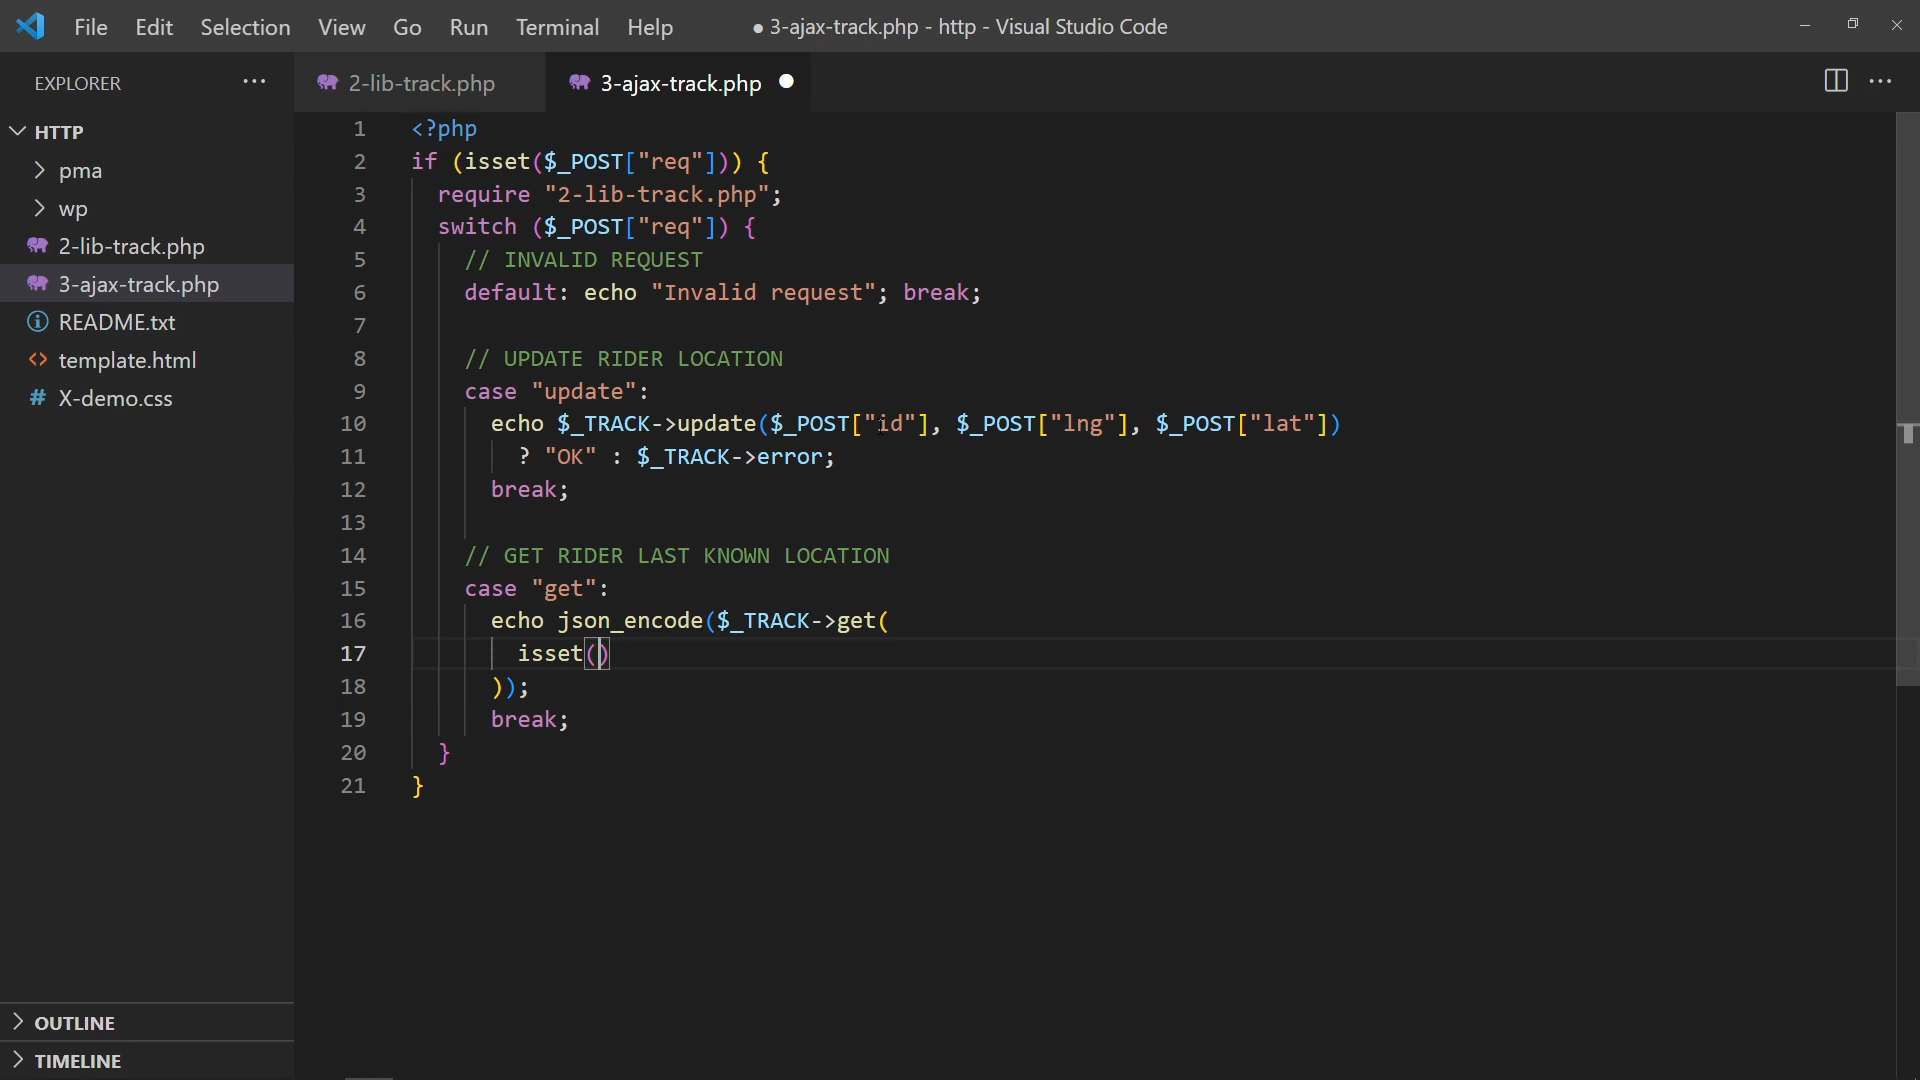 File Edit Selection View Go Run Terminal Help ● 3-ajax-track.php - http - Visual Studio Code
EXPLORER
2-lib-track.php
3-ajax-track.php
HTTP
pma
wp
2-lib-track.php
3-ajax-track.php
README.txt
template.html
X-demo.css
OUTLINE
TIMELINE
1 <?php
2 if (isset($_POST["req"])) {
3 require "2-lib-track.php";
4 switch ($_POST["req"]) {
5 // INVALID REQUEST
6 default: echo "Invalid request"; break;
7
8 // UPDATE RIDER LOCATION
9 case "update":
10 echo $_TRACK->update($_POST["id"], $_POST["lng"], $_POST["lat"])
11 ? "OK" : $_TRACK->error;
12 break;
13
14 // GET RIDER LAST KNOWN LOCATION
15 case "get":
16 echo json_encode($_TRACK->get(
17 isset()
18 ));
19 break;
20 }
21 }